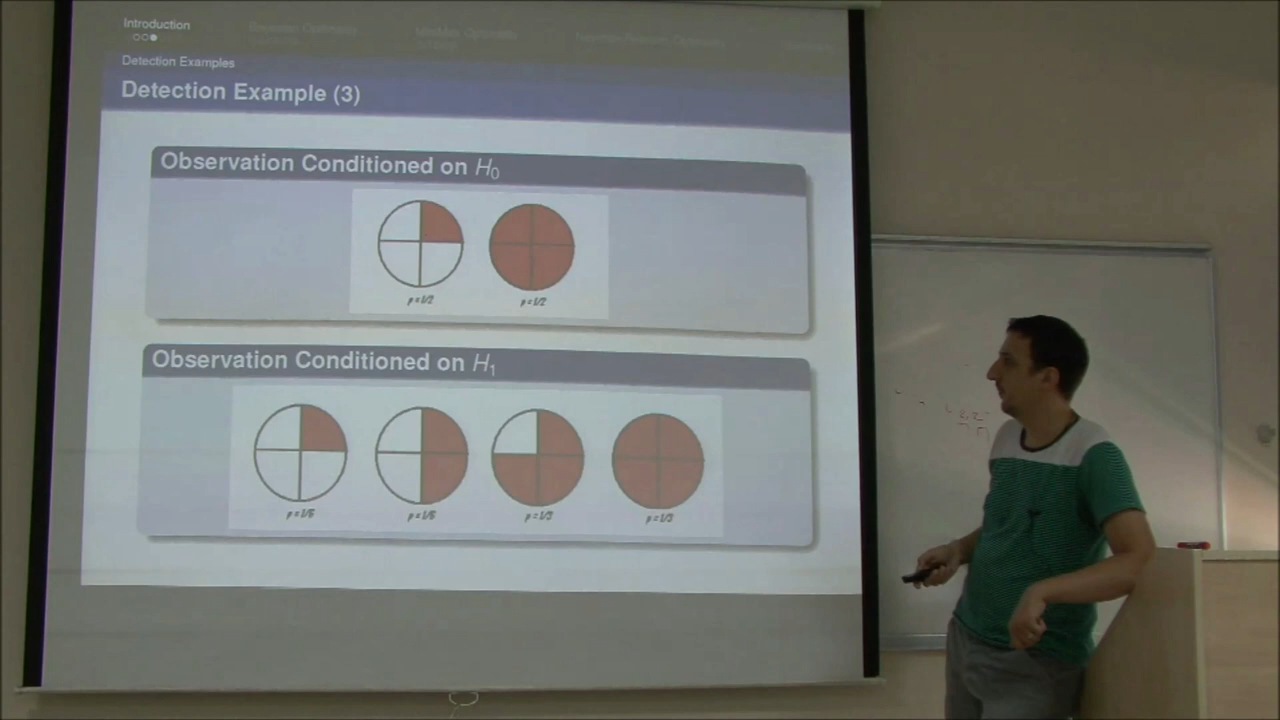 Introduction
Detection Examples
Detection Example (3)
Observation Conditioned on H₀
p = 1/2
p = 1/2
Observation Conditioned on H₁
p = 1/6
p = 1/6
p = 1/3
p = 1/3